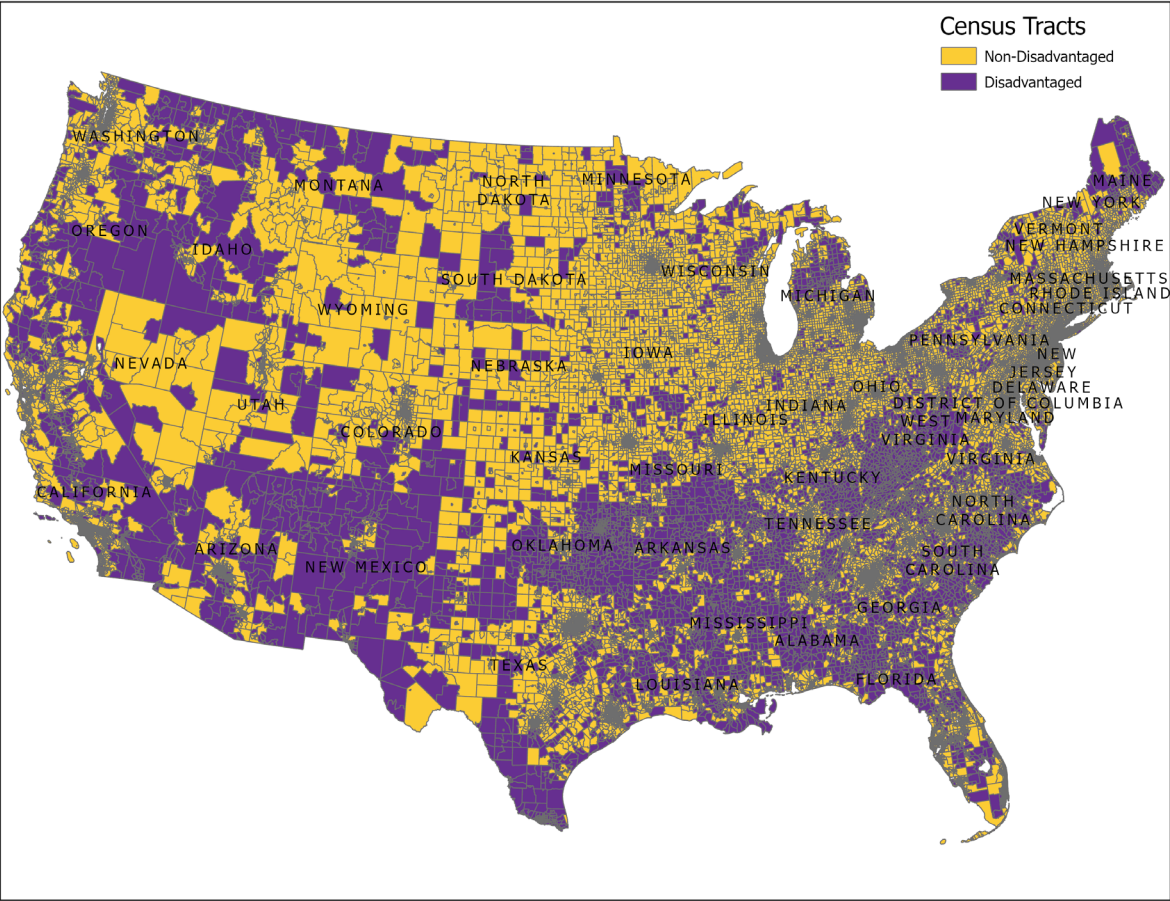 Census Tracts
Non-Disadvantaged
Disadvantaged
WASHINGTON
MONTANA
NORTH
DAKOTA
MINNESOTA
MAINE
NEW YORK
OREGON
IDAHO
VERMONT
NEW HAMPSHIRE
SOUTH DAKOTA
WISCONSIN
MICHIGAN
MASSACHUSETTS
RHODE ISLAND
CONNECTICUT
WYOMING
NEVADA
NEBRASKA
IOWA
PENNSYLVANIA
NEW
JERSEY
OHIO
DELAWARE
UTAH
COLORADO
ILLINOIS
INDIANA
DISTRICT OF COLUMBIA
WEST
VIRGINIA
MARYLAND
KANSAS
MISSOURI
KENTUCKY
VIRGINIA
CALIFORNIA
NORTH
CAROLINA
ARIZONA
NEW MEXICO
OKLAHOMA
ARKANSAS
TENNESSEE
SOUTH
CAROLINA
GEORGIA
MISSISSIPPI
ALABAMA
TEXAS
LOUISIANA
FLORIDA